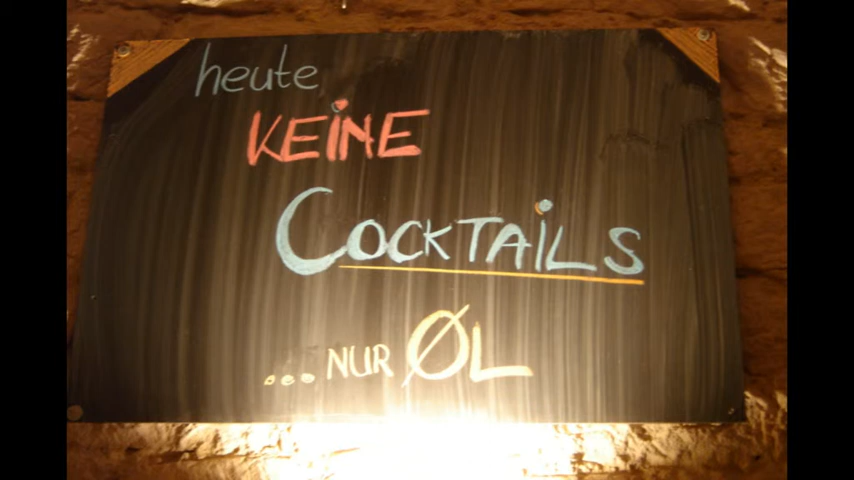 heute
KEINE
COCKTAILS
...NUR ØL